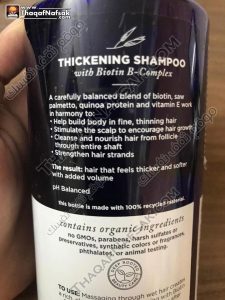 ThaqafNafsak.com
THICKENING SHAMPOO
with Biotin B-Complex
A carefully balanced blend of biotin, saw
palmetto, quinoa protein and vitamin E work
in harmony to:
• Help build body in fine, thinning hair
• Stimulate the scalp to encourage hair growth
• Cleanse and nourish hair from follicle
through entire shaft
• Strengthen hair strands
The result: hair that feels thicker and softer
with added volume
pH Balanced
this bottle is made with 100% recycled material.
contains organic ingredients
no GMOs, parabens, harsh sulfates or
preservatives, synthetic colors or fragrances,
phthalates, or animal testing
TO USE: Massaging through wet hair creates